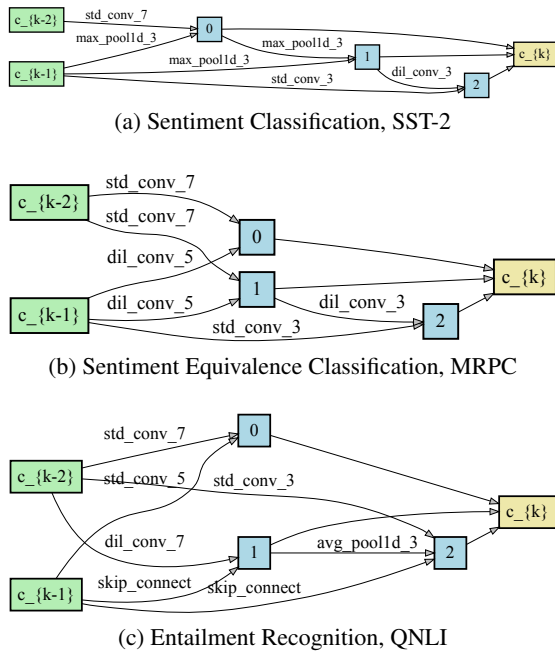 c_{k-2}
std_conv_7
0
max_pool1d_3
max_pool1d_3
c_{k-1}
max_pool1d_3
1
c_{k}
std_conv_3
dil_conv_3
2
(a) Sentiment Classification, SST-2
c_{k-2}
std_conv_7
std_conv_7
0
dil_conv_5
c_{k}
1
dil_conv_5
dil_conv_3
c_{k-1}
std_conv_3
2
(b) Sentiment Equivalence Classification, MRPC
std_conv_7
0
c_{k-2}
std_conv_5
std_conv_3
c_{k}
dil_conv_7
1
avg_pool1d_3
2
c_{k-1}
skip_connect
skip_connect
(c) Entailment Recognition, QNLI